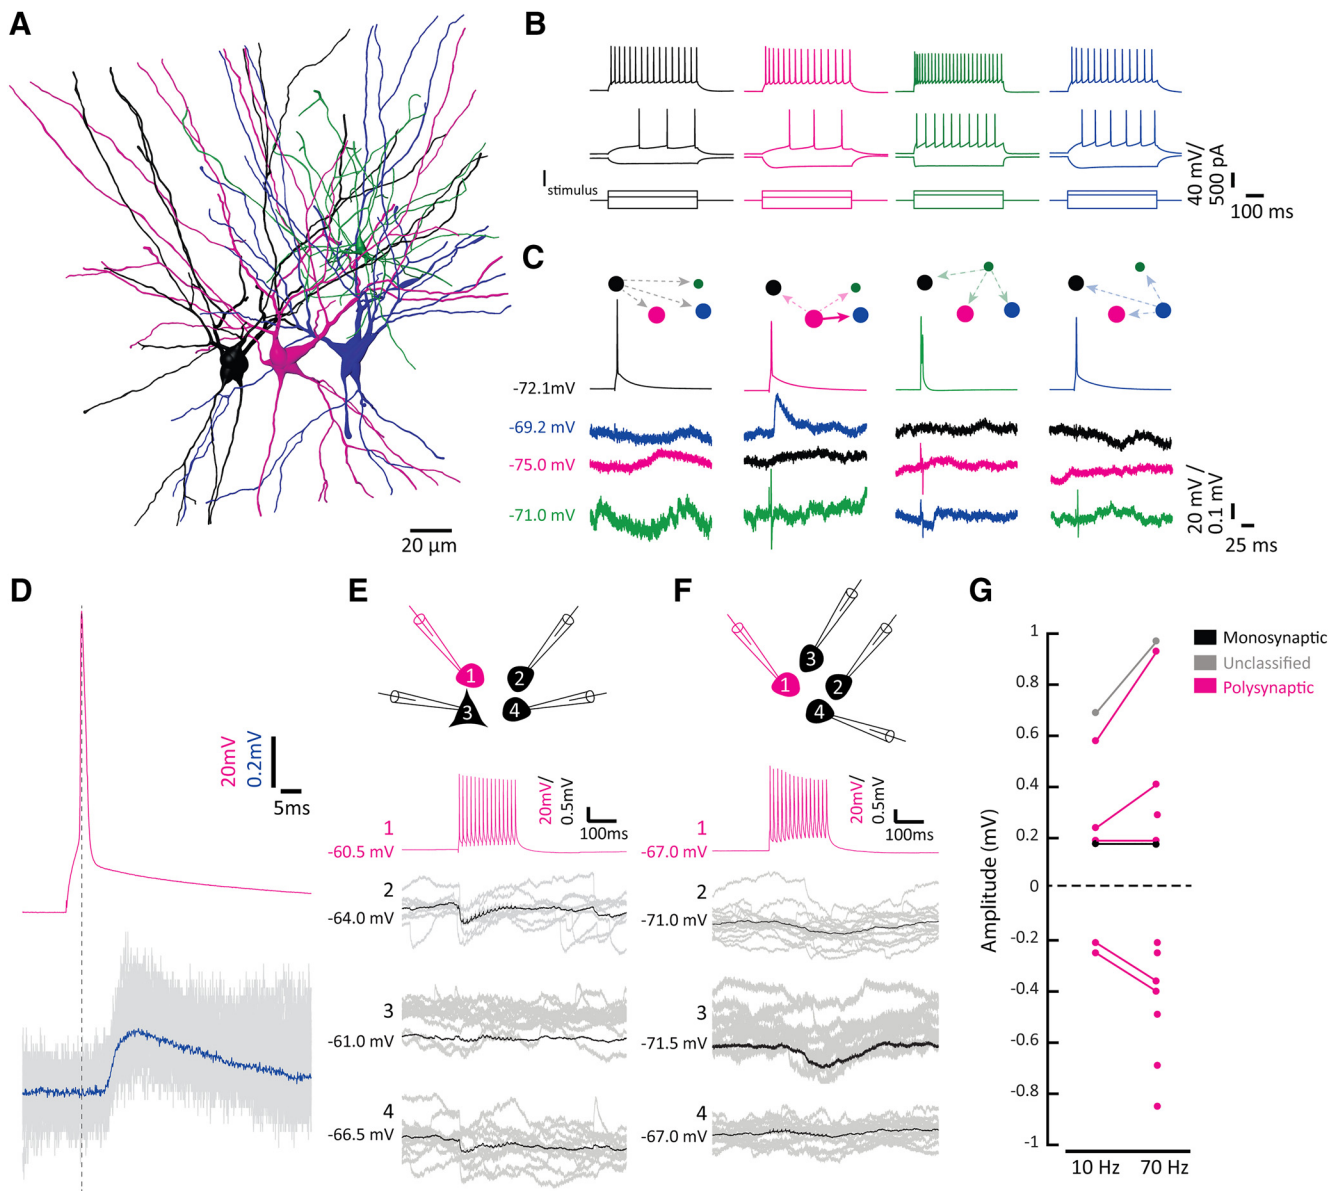 A
20 µm
B
I stimulus
40 mV/
500 pA
100 ms
C
-72.1mV
-69.2 mV
-75.0 mV
-71.0 mV
20 mV /
0.1 mV
25 ms
D
20mV
0.2mV
5ms
E
1
2
3
4
20mV/
0.5mV
100ms
1
-60.5 mV
2
-64.0 mV
3
-61.0 mV
4
-66.5 mV
F
3
1
2
4
20mV/
0.5mV
100ms
1
-67.0 mV
2
-71.0 mV
3
-71.5 mV
4
-67.0 mV
G
Monosynaptic
Unclassified
Polysynaptic
Amplitude (mV)
1
0.8
0.6
0.4
0.2
0
-0.2
-0.4
-0.6
-0.8
-1
10 Hz 70 Hz